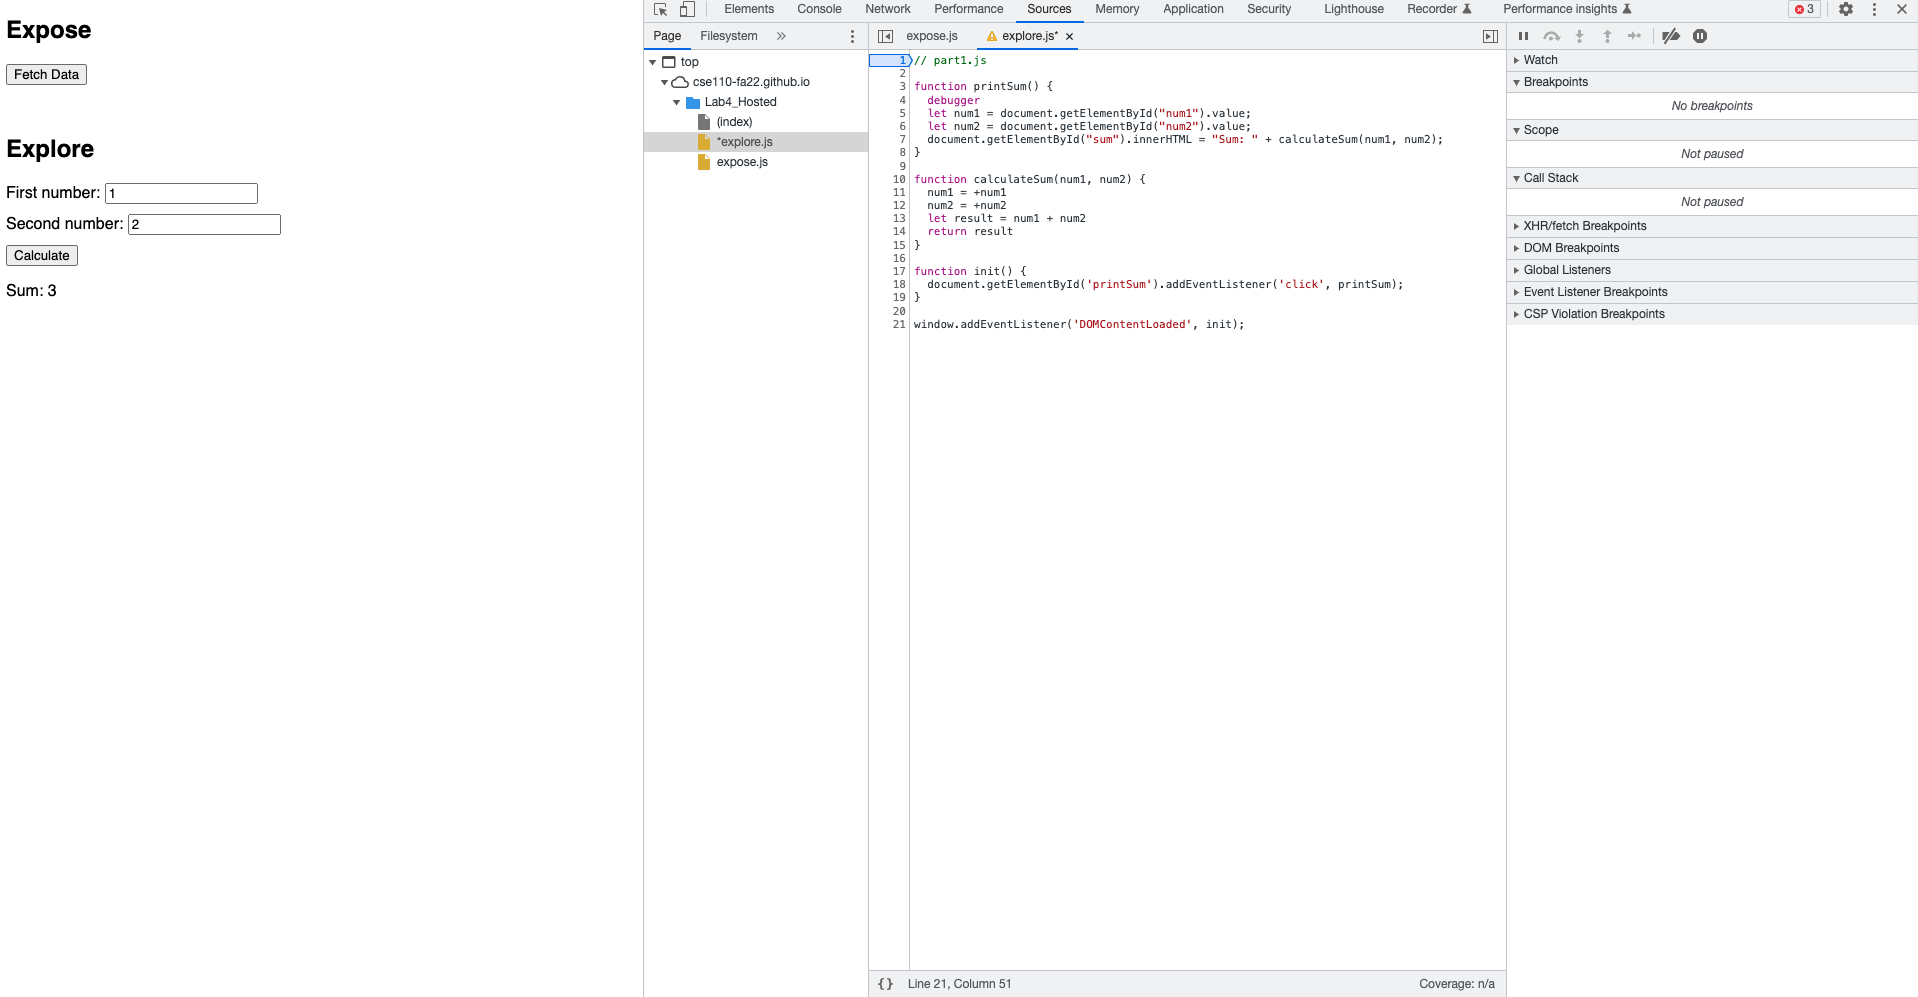 Expose
Fetch Data
Explore
First number: 1
Second number: 2
Calculate
Sum: 3
Elements Console Network Performance Sources Memory Application Security Lighthouse Recorder Performance insights 3
Page Filesystem »
top
cse110-fa22.github.io
Lab4_Hosted
(index)
*explore.js
expose.js
expose.js explore.js* ×
1 // part1.js
2
3 function printSum() {
4 debugger
5 let num1 = document.getElementById("num1").value;
6 let num2 = document.getElementById("num2").value;
7 document.getElementById("sum").innerHTML = "Sum: " + calculateSum(num1, num2);
8 }
9
10 function calculateSum(num1, num2) {
11 num1 = +num1
12 num2 = +num2
13 let result = num1 + num2
14 return result
15 }
16
17 function init() {
18 document.getElementById('printSum').addEventListener('click', printSum);
19 }
20
21 window.addEventListener('DOMContentLoaded', init);
{} Line 21, Column 51 Coverage: n/a
Watch
Breakpoints
No breakpoints
Scope
Not paused
Call Stack
Not paused
XHR/fetch Breakpoints
DOM Breakpoints
Global Listeners
Event Listener Breakpoints
CSP Violation Breakpoints